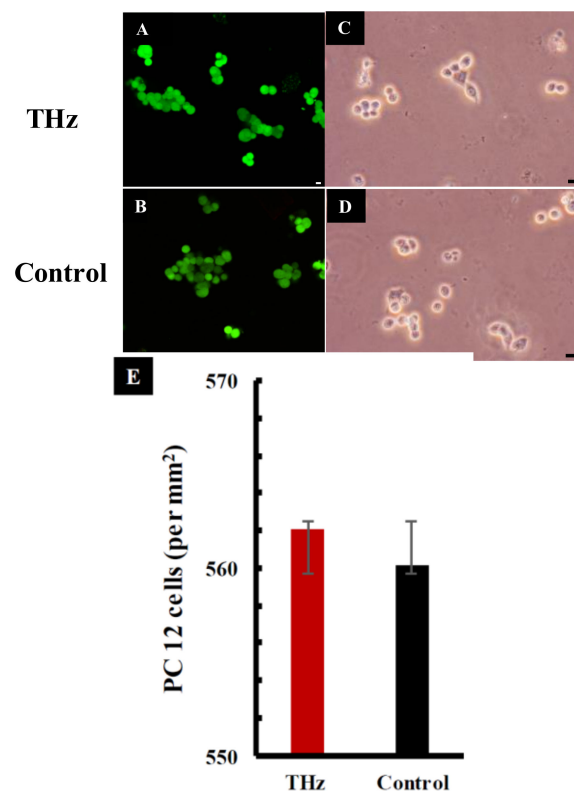 A
C
THz
B
D
Control
E
570
560
550
PC 12 cells (per mm²)
THz
Control